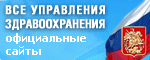 ВСЕ УПРАВЛЕНИЯ
ЗДРАВООХРАНЕНИЯ
официальные
сайты